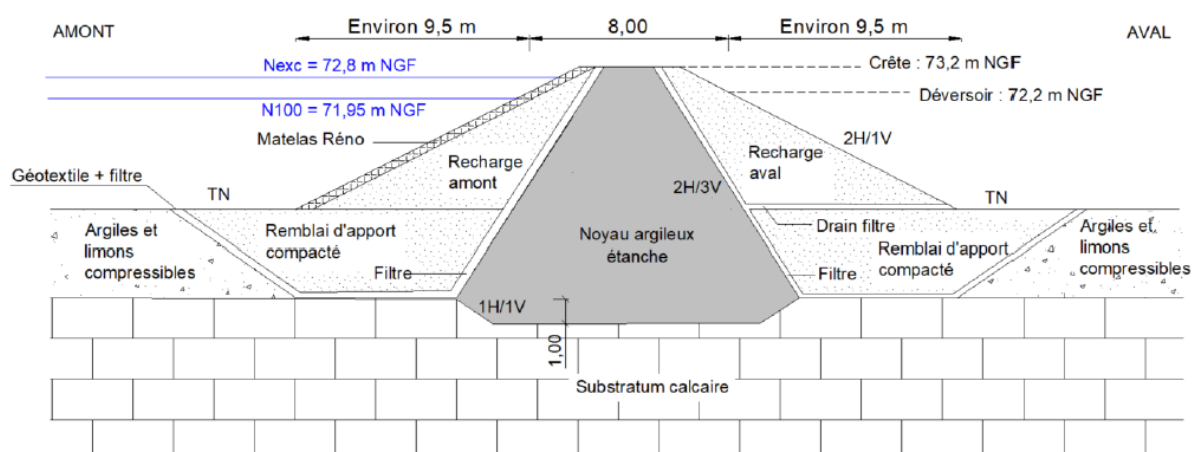 AMONT
Environ 9,5 m
8,00
Environ 9,5 m
AVAL
Nexc = 72,8 m NGF
Crête : 73,2 m NGF
N100 = 71,95 m NGF
Déversoir : 72,2 m NGF
Matelas Réno
2H/1V
Recharge
amont
Recharge
aval
Géotextile + filtre
TN
2H/3V
TN
Argiles et
limons
compressibles
Remblai d'apport
compacté
Filtre
Noyau argileux
étanche
Drain filtre
Remblai d'apport
compacté
Filtre
Argiles et
limons
compressibles
1H/1V
1,00
Substratum calcaire